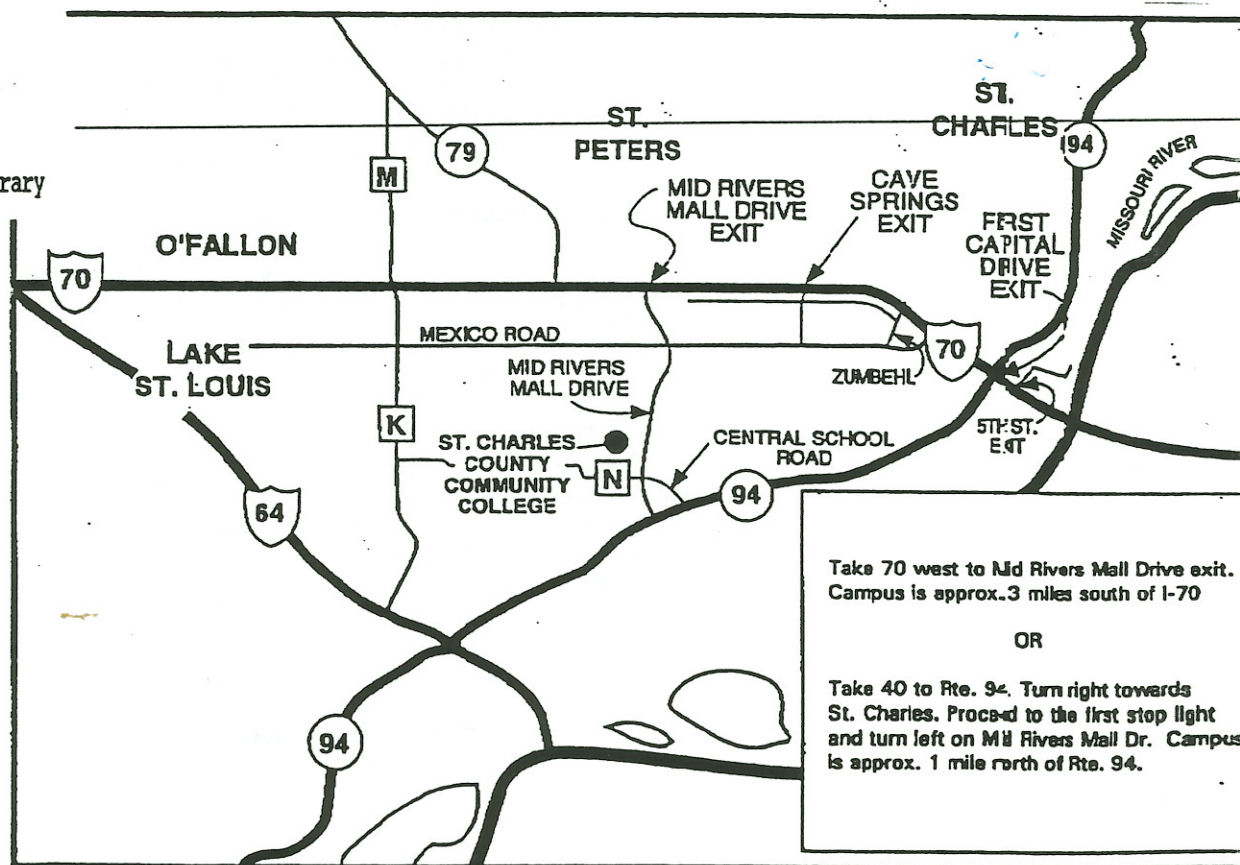 ST.
CHARLES
94
MISSOURI RIVER
ST.
PETERS
79
M
rary
MID RIVERS
MALL DRIVE
EXIT
CAVE
SPRINGS
EXIT
FIRST
CAPITAL
DRIVE
EXIT
O'FALLON
70
MEXICO ROAD
70
LAKE
ST. LOUIS
MID RIVERS
MALL DRIVE
ZUMBEHL
K
5TH ST.
EXIT
ST. CHARLES
COUNTY
COMMUNITY
COLLEGE
N
CENTRAL SCHOOL
ROAD
94
64
94
Take 70 west to Mid Rivers Mall Drive exit.
Campus is approx. 3 miles south of I-70
OR
Take 40 to Rte. 94. Turn right towards
St. Charles. Proceed to the first stop light
and turn left on Mid Rivers Mall Dr. Campus
is approx. 1 mile north of Rte. 94.